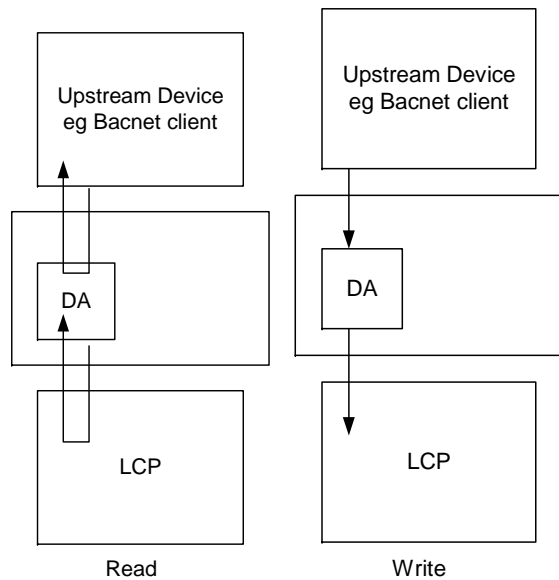 Upstream Device
eg Bacnet client
DA
LCP
Read
Upstream Device
eg Bacnet client
DA
LCP
Write